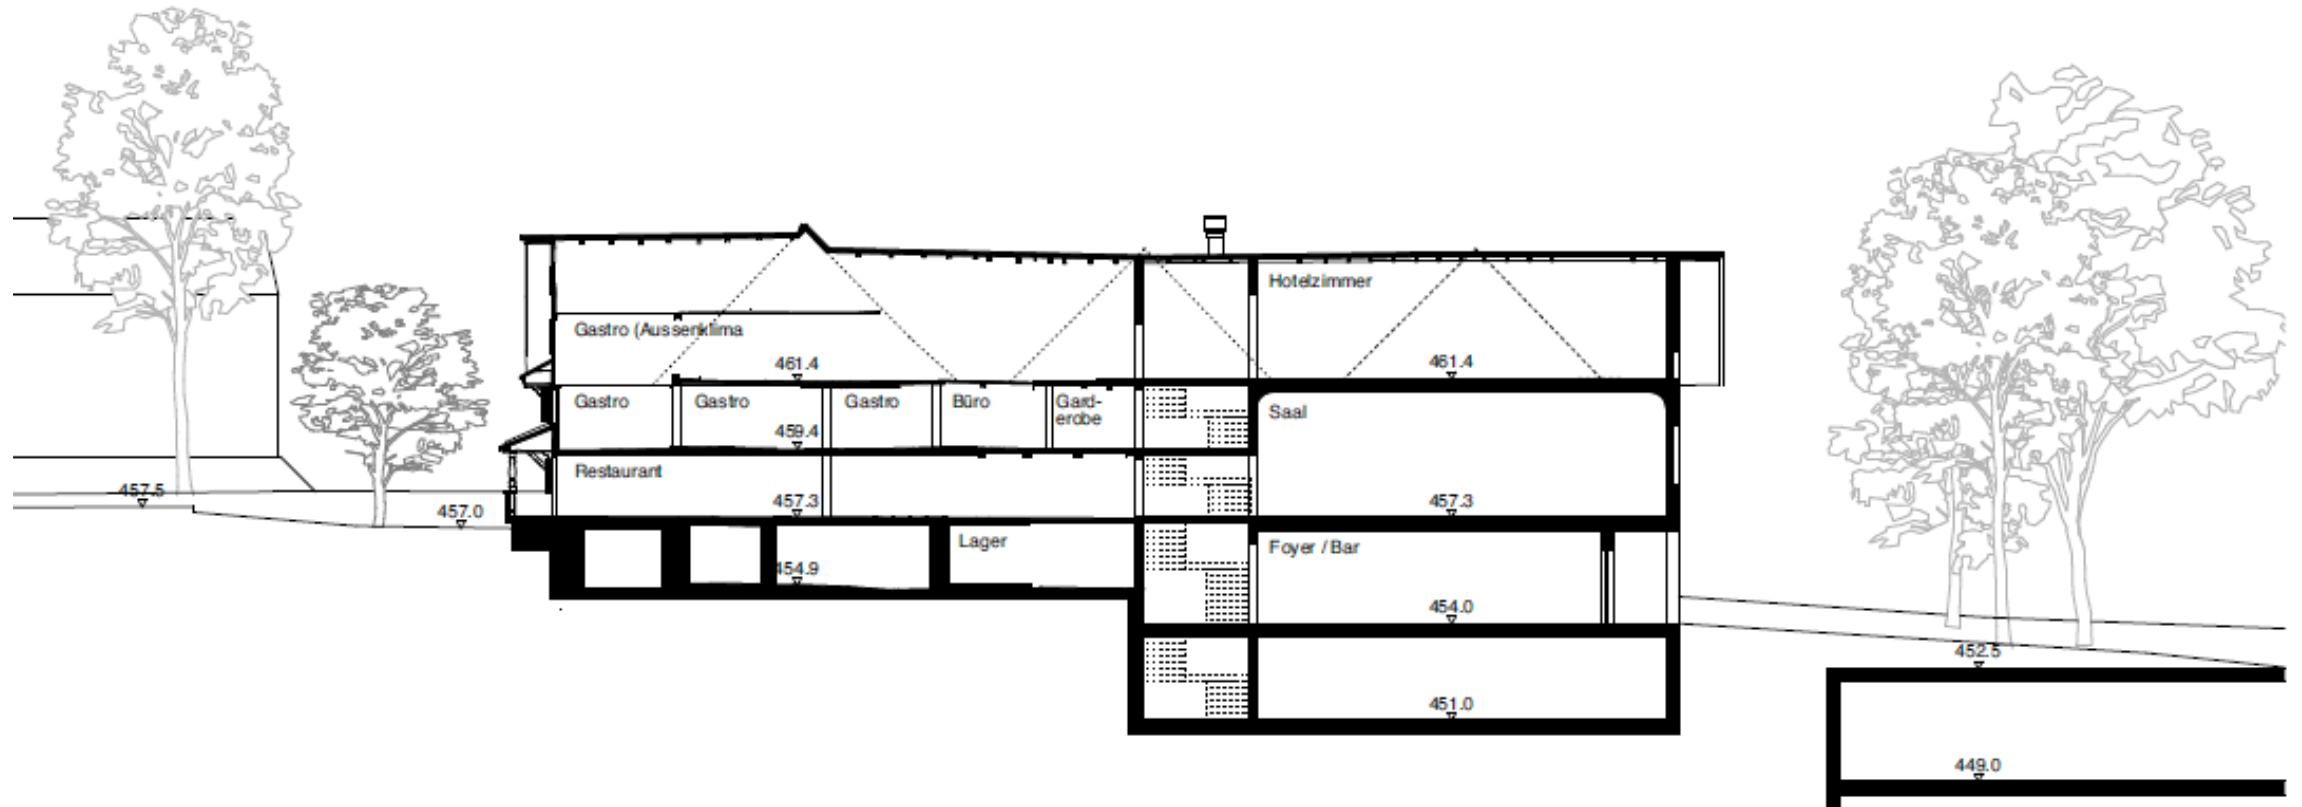 Hotelzimmer
Gastro (Aussenklima
461.4
461.4
Gastro
Gastro
Gastro
Büro
Gard-
erobe
Saal
459.4
Restaurant
457.5
457.0
457.3
457.3
Lager
Foyer / Bar
454.9
454.0
452.5
451.0
449.0